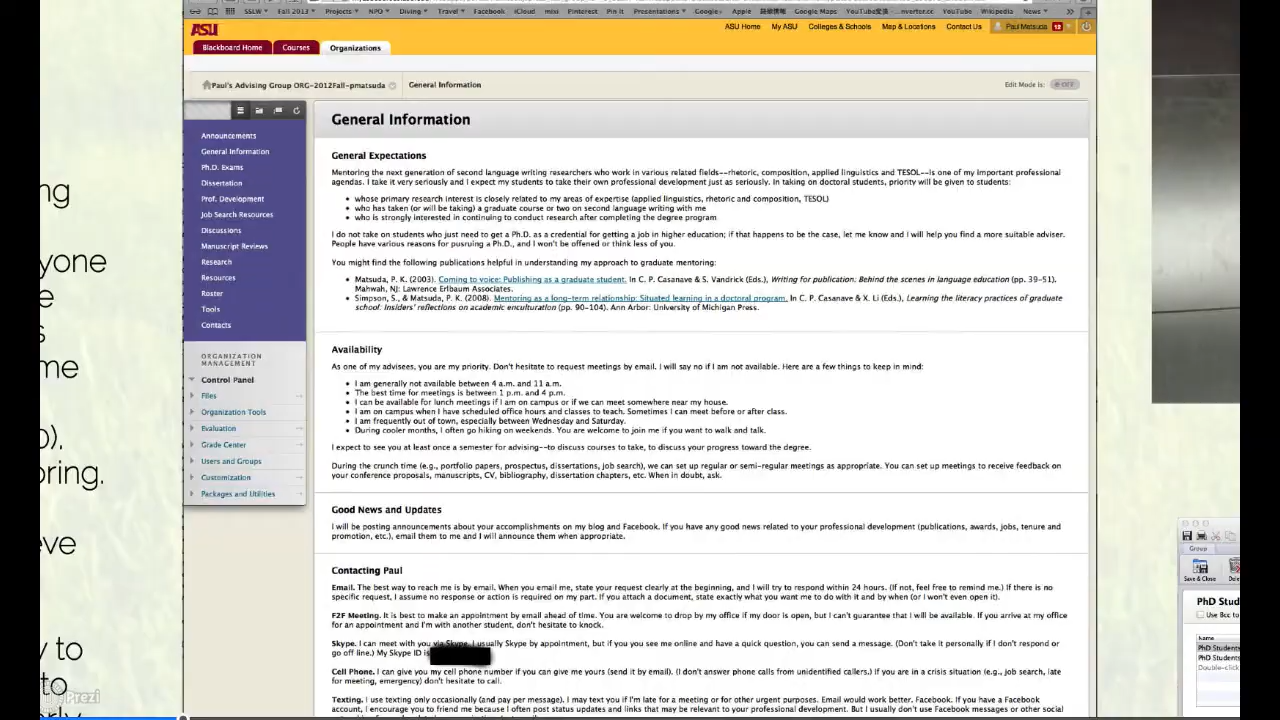 SSLW Fall 2013 Projects NPO Diving Travel Facebook iCloud mixi Pinterest Pin It Presentations Google+ Apple Google Maps YouTube YouTube Wikipedia News
ASU
ASU Home My ASU Colleges & Schools Map & Locations Contact Us Paul Matsuda 12
Blackboard Home Courses Organizations
Paul's Advising Group ORG-2012Fall-pmatsuda General Information Edit Mode is: OFF
Announcements
General Information
Ph.D. Exams
Dissertation
Prof. Development
Job Search Resources
Discussions
Manuscript Reviews
Research
Resources
Roster
Tools
Contacts
ORGANIZATION
MANAGEMENT
Control Panel
Files
Organization Tools
Evaluation
Grade Center
Users and Groups
Customization
Packages and Utilities
General Information
General Expectations
Mentoring the next generation of second language writing researchers who work in various related fields--rhetoric, composition, applied linguistics and TESOL--is one of my important professional
agendas. I take it very seriously and I expect my students to take their own professional development just as seriously. In taking on doctoral students, priority will be given to students:
• whose primary research interest is closely related to my areas of expertise (applied linguistics, rhetoric and composition, TESOL)
• who has taken (or will be taking) a graduate course or two on second language writing with me
• who is strongly interested in continuing to conduct research after completing the degree program
I do not take on students who just need to get a Ph.D. as a credential for getting a job in higher education; if that happens to be the case, let me know and I will help you find a more suitable adviser.
People have various reasons for pusruing a Ph.D., and I won't be offended or think less of you.
You might find the following publications helpful in understanding my approach to graduate mentoring:
• Matsuda, P. K. (2003). Coming to voice: Publishing as a graduate student. In C. P. Casanave & S. Vandrick (Eds.), Writing for publication: Behind the scenes in language education (pp. 39-51).
Mahwah, NJ: Lawrence Erlbaum Associates.
• Simpson, S., & Matsuda, P. K. (2008). Mentoring as a long-term relationship: Situated learning in a doctoral program. In C. P. Casanave & X. Li (Eds.), Learning the literacy practices of graduate
school: Insiders' reflections on academic enculturation (pp. 90-104). Ann Arbor: University of Michigan Press.
Availability
As one of my advisees, you are my priority. Don't hesitate to request meetings by email. I will say no if I am not available. Here are a few things to keep in mind:
• I am generally not available between 4 a.m. and 11 a.m.
• The best time for meetings is between 1 p.m. and 4 p.m.
• I can be available for lunch meetings if I am on campus or if we can meet somewhere near my house.
• I am on campus when I have scheduled office hours and classes to teach. Sometimes I can meet before or after class.
• I am frequently out of town, especially between Wednesday and Saturday.
• During cooler months, I often go hiking on weekends. You are welcome to join me if you want to walk and talk.
I expect to see you at least once a semester for advising--to discuss courses to take, to discuss your progress toward the degree.
During the crunch time (e.g., portfolio papers, prospectus, dissertations, job search), we can set up regular or semi-regular meetings as appropriate. You can set up meetings to receive feedback on
your conference proposals, manuscripts, CV, bibliography, dissertation chapters, etc. When in doubt, ask.
Good News and Updates
I will be posting announcements about your accomplishments on my blog and Facebook. If you have any good news related to your professional development (publications, awards, jobs, tenure and
promotion, etc.), email them to me and I will announce them when appropriate.
Contacting Paul
Email. The best way to reach me is by email. When you email me, state your request clearly at the beginning, and I will try to respond within 24 hours. (If not, feel free to remind me.) If there is no
specific request, I assume no response or action is required on my part. If you attach a document, state exactly what you want me to do with it and by when (or I won't even open it).
F2F Meeting. It is best to make an appointment by email ahead of time. You are welcome to drop by my office if my door is open, but I can't guarantee that I will be available. If you arrive at my office
for an appointment and I'm with another student, don't hesitate to knock.
Skype. I can meet with you via Skype. I usually Skype by appointment, but if you you see me online and have a quick question, you can send a message. (Don't take it personally if I don't respond or
go off line.) My Skype ID is
Cell Phone. I can give you my cell phone number if you can give me yours (send it by email). (I don't answer phone calls from unidentified callers.) If you are in a crisis situation (e.g., job search, late
for meeting, emergency) don't hesitate to call.
Texting. I use texting only occasionally (and pay per message). I may text you if I'm late for a meeting or for other urgent purposes. Email would work better. Facebook. If you have a Facebook
account, I encourage you to friend me because I often post status updates and links that may be relevant to your professional development. But I usually don't use Facebook messages or other social
Prezi
Group
Save & Close
PhD Stud
Use Bcc to
Name
PhD Students
PhD Students
Double-click